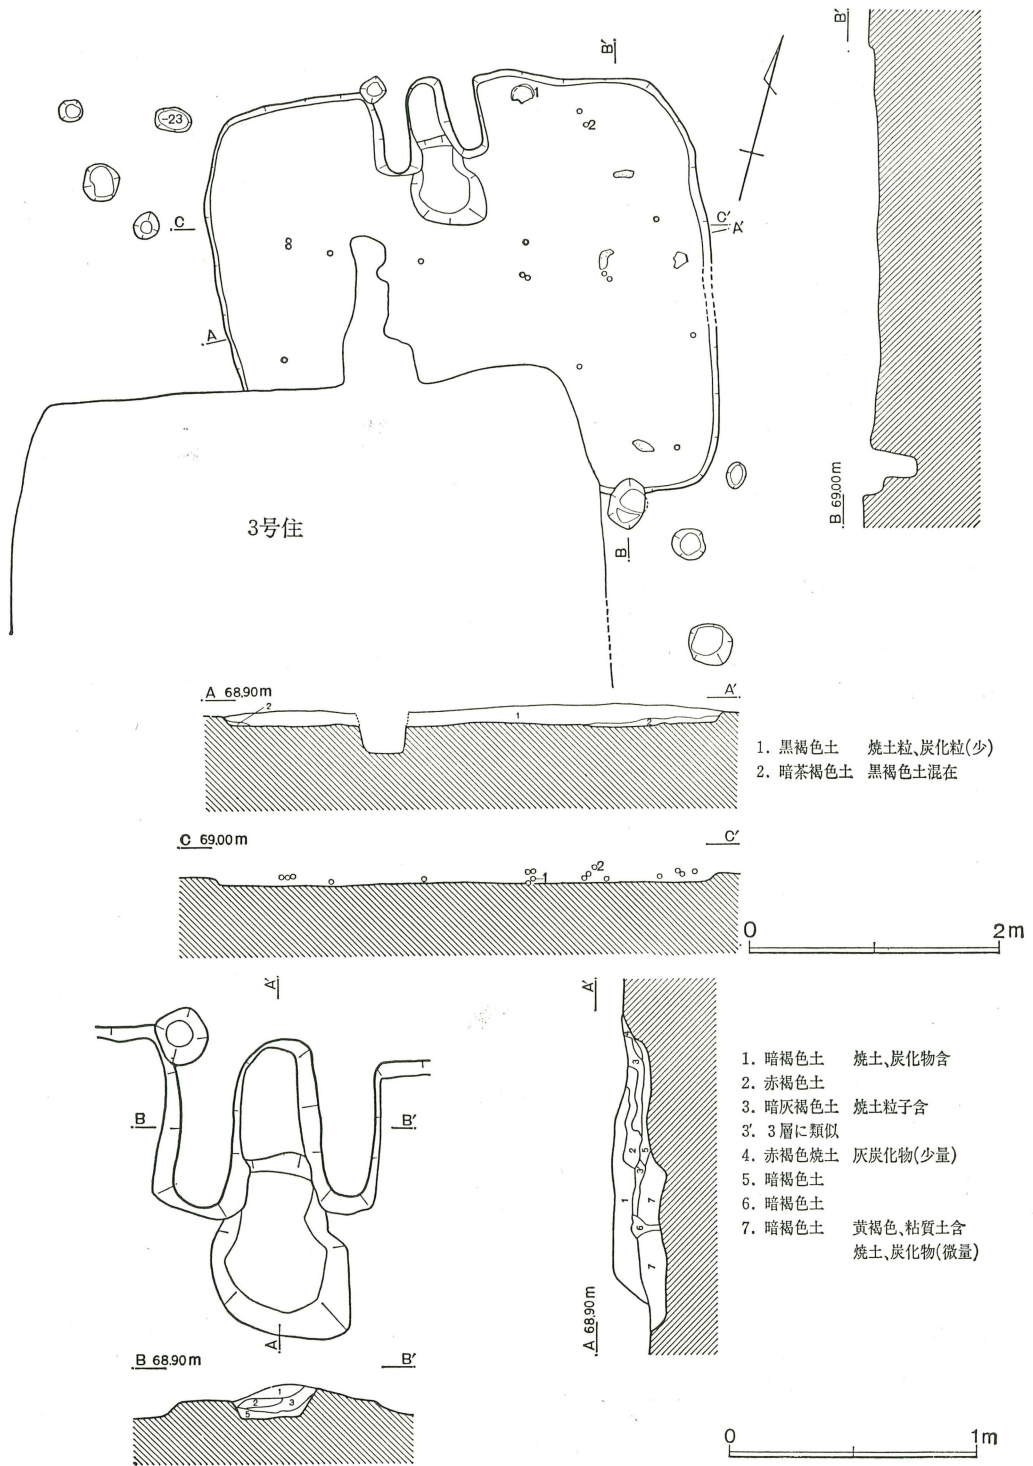 B′
B′
1
2
-23
C
C′
A′
A
B 69.00m
3号住
B
A 68.90m
A′
2
1
2
1. 黒褐色土 焼土粒、炭化粒(少)
2. 暗茶褐色土 黒褐色土混在
C 69.00m
C′
2
1
0 2m
A′
A′
B
B′
4
3
2
5
3′
1
7
6
7
1. 暗褐色土 焼土、炭化物含
2. 赤褐色土
3. 暗灰褐色土 焼土粒子含
3′. 3層に類似
4. 赤褐色焼土 灰炭化物(少量)
5. 暗褐色土
6. 暗褐色土
7. 暗褐色土 黄褐色、粘質土含
焼土、炭化物(微量)
A
A 68.90m
B 68.90m
B′
1
2
3
5
0 1m